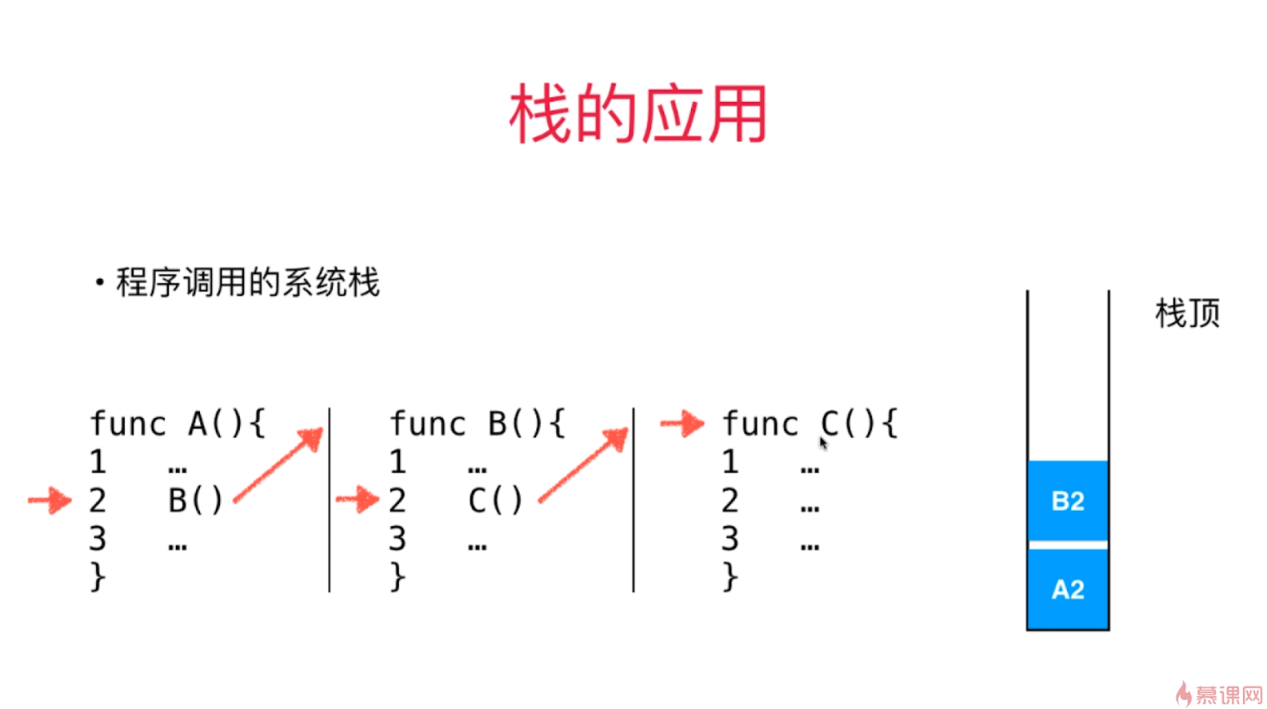 栈的应用
• 程序调用的系统栈
栈顶
func A(){
1 …
2 B()
3 …
}
func B(){
1 …
2 C()
3 …
}
func C(){
1 …
2 …
3 …
}
B2
A2
慕课网